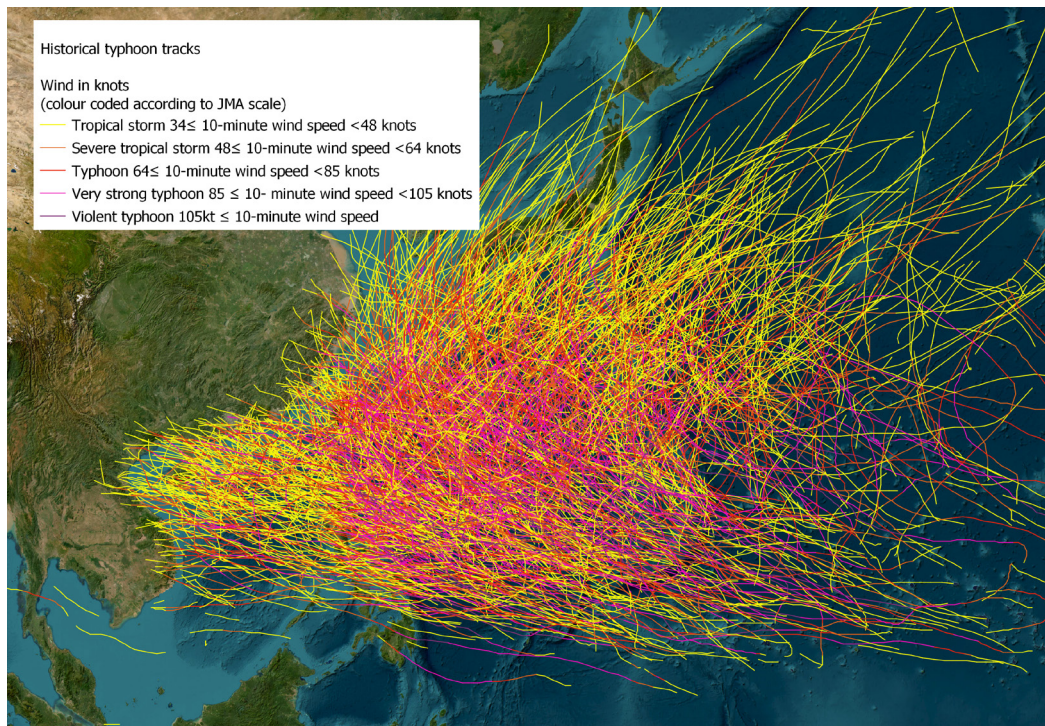 Historical typhoon tracks
Wind in knots
(colour coded according to JMA scale)
Tropical storm 34≤ 10-minute wind speed <48 knots
Severe tropical storm 48≤ 10-minute wind speed <64 knots
Typhoon 64≤ 10-minute wind speed <85 knots
Very strong typhoon 85 ≤ 10- minute wind speed <105 knots
Violent typhoon 105kt ≤ 10-minute wind speed